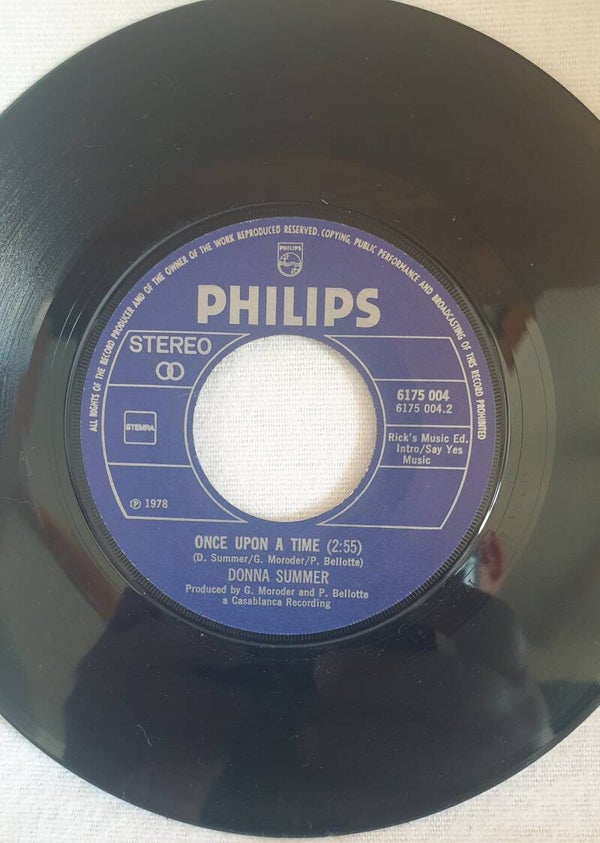 ALL RIGHTS OF THE RECORD PRODUCER AND OF THE OWNER OF THE WORK REPRODUCED RESERVED. COPYING, PUBLIC PERFORMANCE AND BROADCASTING OF THIS RECORD PROHIBITED
PHILIPS
PHILIPS
STEREO
6175 004
6175 004.2
STEMRA
Rick's Music Ed.
Intro/Say Yes
Music
℗ 1978
ONCE UPON A TIME (2:55)
(D. Summer/G. Moroder/P. Bellotte)
DONNA SUMMER
Produced by G. Moroder and P. Bellotte
a Casablanca Recording